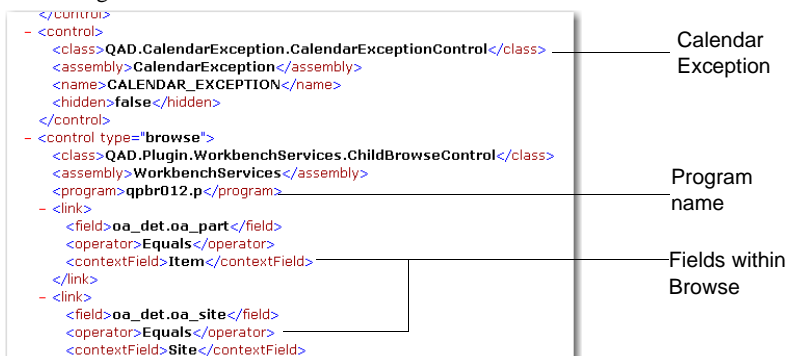 </control>
− <control>
<class>QAD.CalendarException.CalendarExceptionControl</class>
<assembly>CalendarException</assembly>
<name>CALENDAR_EXCEPTION</name>
<hidden>false</hidden>
</control>
− <control type="browse">
<class>QAD.Plugin.WorkbenchServices.ChildBrowseControl</class>
<assembly>WorkbenchServices</assembly>
<program>qpbr012.p</program>
− <link>
<field>oa_det.oa_part</field>
<operator>Equals</operator>
<contextField>Item</contextField>
</link>
− <link>
<field>oa_det.oa_site</field>
<operator>Equals</operator>
<contextField>Site</contextField>
Calendar
Exception
Program
name
Fields within
Browse